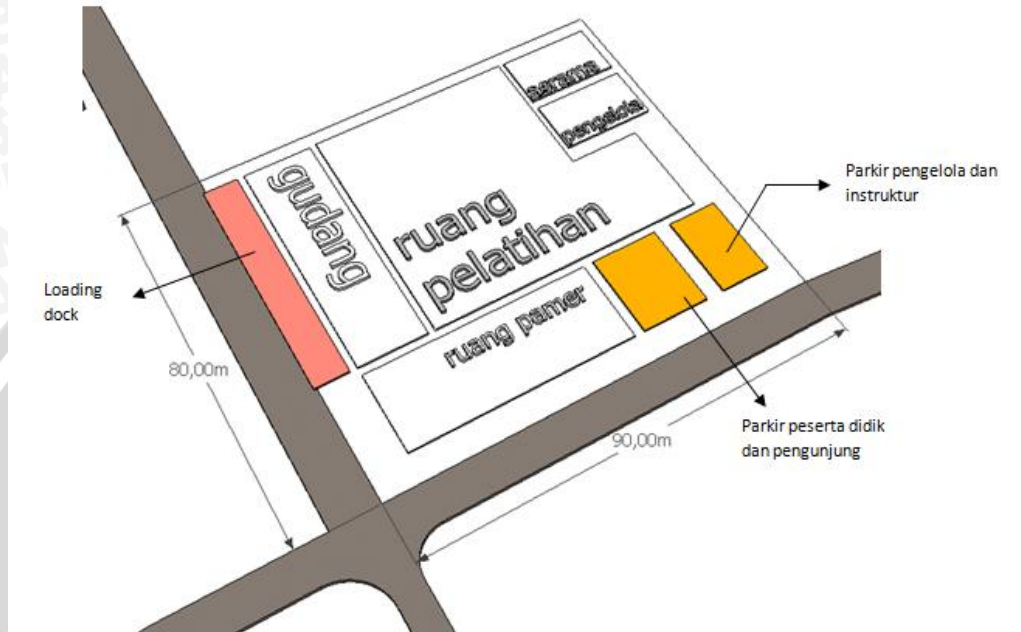 pengelola
gudang
ruang
pelatihan
ruang pamer
Parkir pengelola dan
instruktur
Loading
dock
80,00m
90,00m
Parkir peserta didik
dan pengunjung